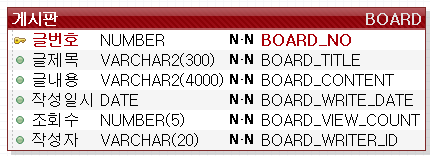 게시판 BOARD
글번호 NUMBER N·N BOARD_NO
글제목 VARCHAR2(300) N·N BOARD_TITLE
글내용 VARCHAR2(4000) N·N BOARD_CONTENT
작성일시 DATE N·N BOARD_WRITE_DATE
조회수 NUMBER(5) N·N BOARD_VIEW_COUNT
작성자 VARCHAR(20) N·N BOARD_WRITER_ID